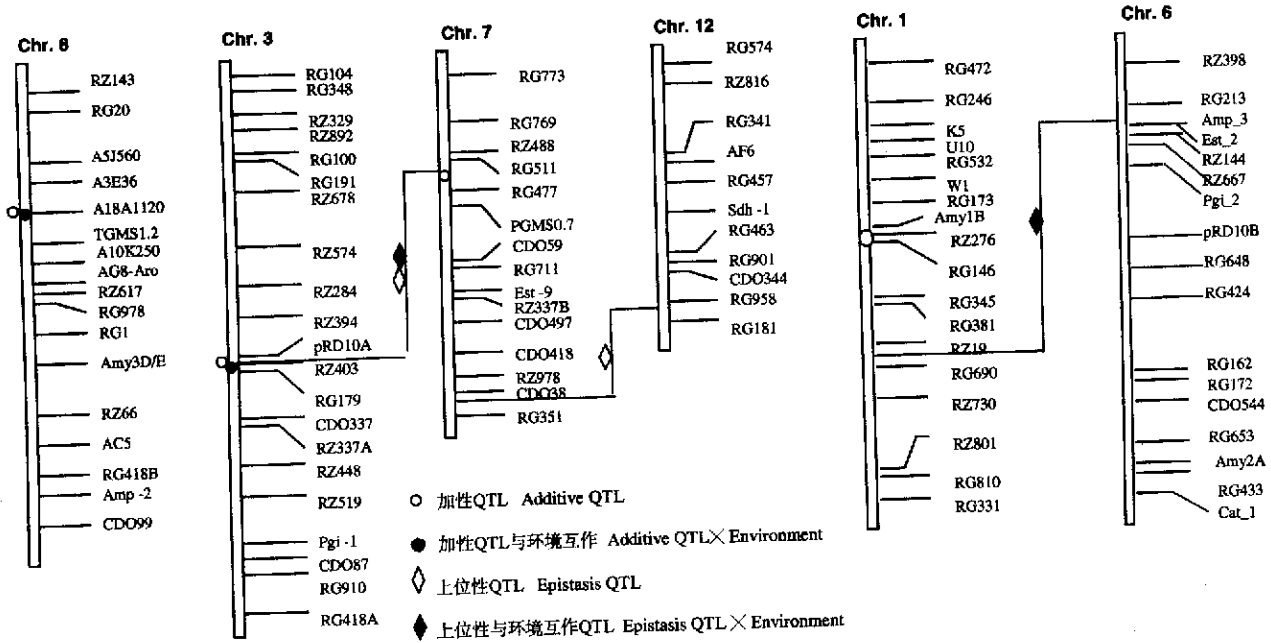 Chr. 8
RZ143
RG20
A5J560
A3E36
A18A1120
TGMS1.2
A10K250
AG8-Aro
RZ617
RG978
RG1
Amy3D/E
RZ66
AC5
RG418B
Amp -2
CDO99
Chr. 3
RG104
RG348
RZ329
RZ892
RG100
RG191
RZ678
RZ574
RZ284
RZ394
pRD10A
RZ403
RG179
CDO337
RZ337A
RZ448
RZ519
Pgi -1
CDO87
RG910
RG418A
Chr. 7
RG773
RG769
RZ488
RG511
RG477
PGMS0.7
CDO59
RG711
Est -9
RZ337B
CDO497
CDO418
RZ978
CDO38
RG351
Chr. 12
RG574
RZ816
RG341
AF6
RG457
Sdh -1
RG463
RG901
CDO344
RG958
RG181
Chr. 1
RG472
RG246
K5
U10
RG532
W1
RG173
Amy1B
RZ276
RG146
RG345
RG381
RZ19
RG690
RZ730
RZ801
RG810
RG331
Chr. 6
RZ398
RG213
Amp_3
Est_2
RZ144
RZ667
Pgi_2
pRD10B
RG648
RG424
RG162
RG172
CDO544
RG653
Amy2A
RG433
Cat_1
加性QTL Additive QTL
加性QTL与环境互作 Additive QTL×Environment
上位性QTL Epistasis QTL
上位性与环境互作QTL Epistasis QTL×Environment